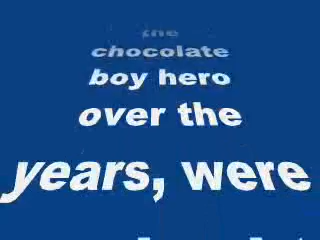 the
chocolate
boy hero
over the
years, were